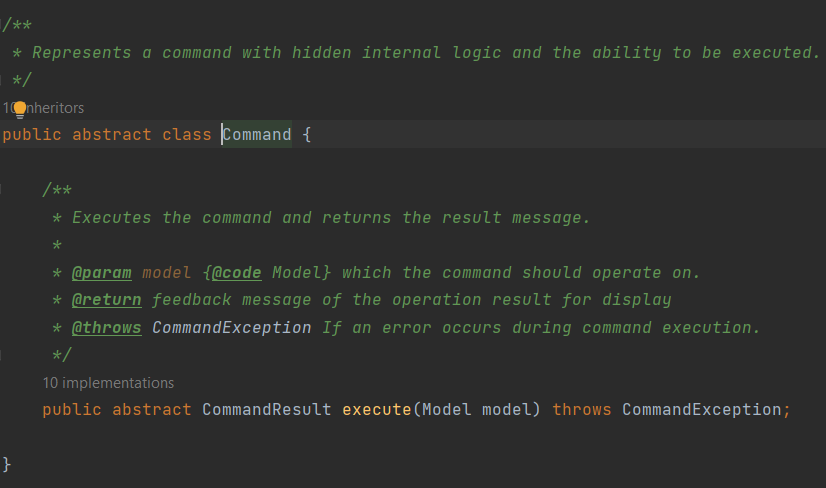 /**
 * Represents a command with hidden internal logic and the ability to be executed.
 */
10 inheritors
public abstract class Command {
/**
 * Executes the command and returns the result message.
 *
 * @param model {@code Model} which the command should operate on.
 * @return feedback message of the operation result for display
 * @throws CommandException If an error occurs during command execution.
 */
10 implementations
public abstract CommandResult execute(Model model) throws CommandException;
}